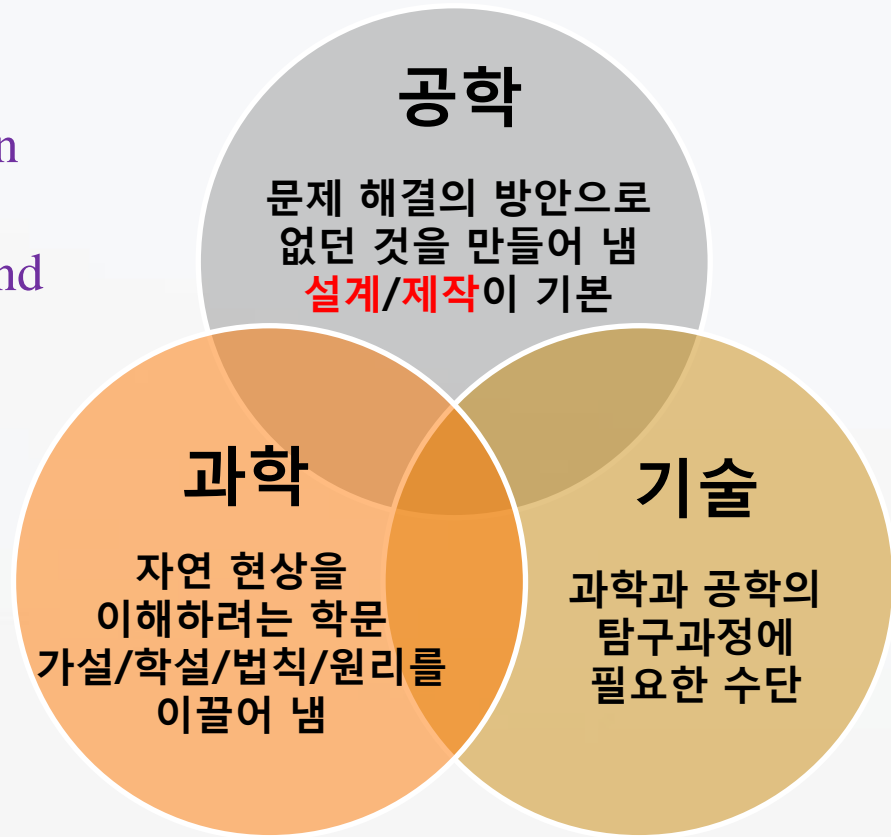 공학
문제 해결의 방안으로
없던 것을 만들어 냄
설계/제작이 기본
과학
자연 현상을
이해하려는 학문
가설/학설/법칙/원리를
이끌어 냄
기술
과학과 공학의
탐구과정에
필요한 수단